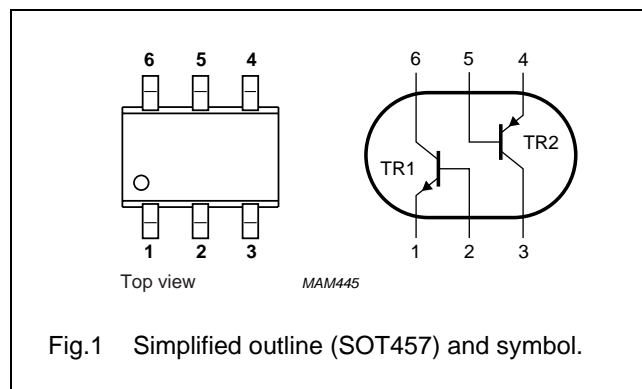 6 5 4
1 2 3
Top view
6 5 4
TR1
TR2
1 2 3
MAM445
Fig.1 Simplified outline (SOT457) and symbol.